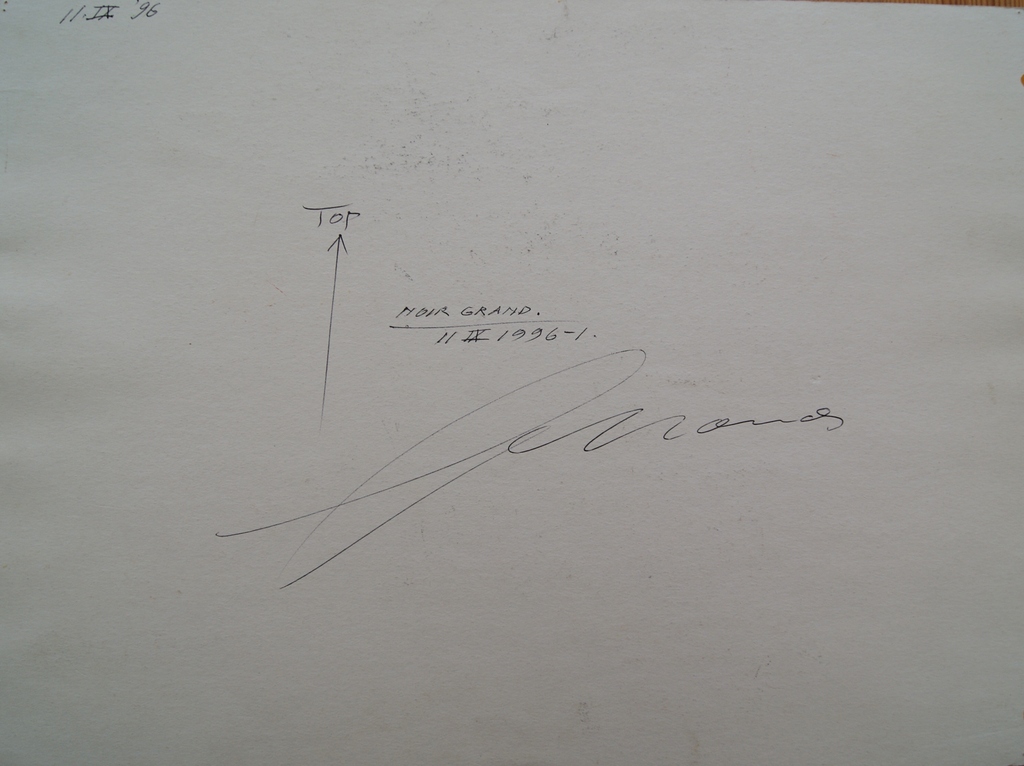 11.IX '96
TOP
NOIR GRAND.
11 IX 1996-1.